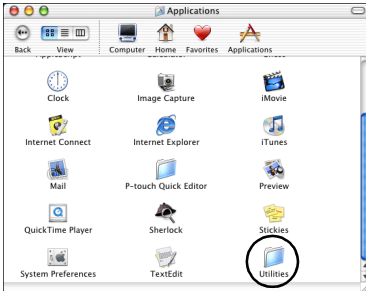 Applications
Back View Computer Home Favorites Applications
Clock Image Capture iMovie
Internet Connect Internet Explorer iTunes
Mail P-touch Quick Editor Preview
QuickTime Player Sherlock Stickies
System Preferences TextEdit Utilities